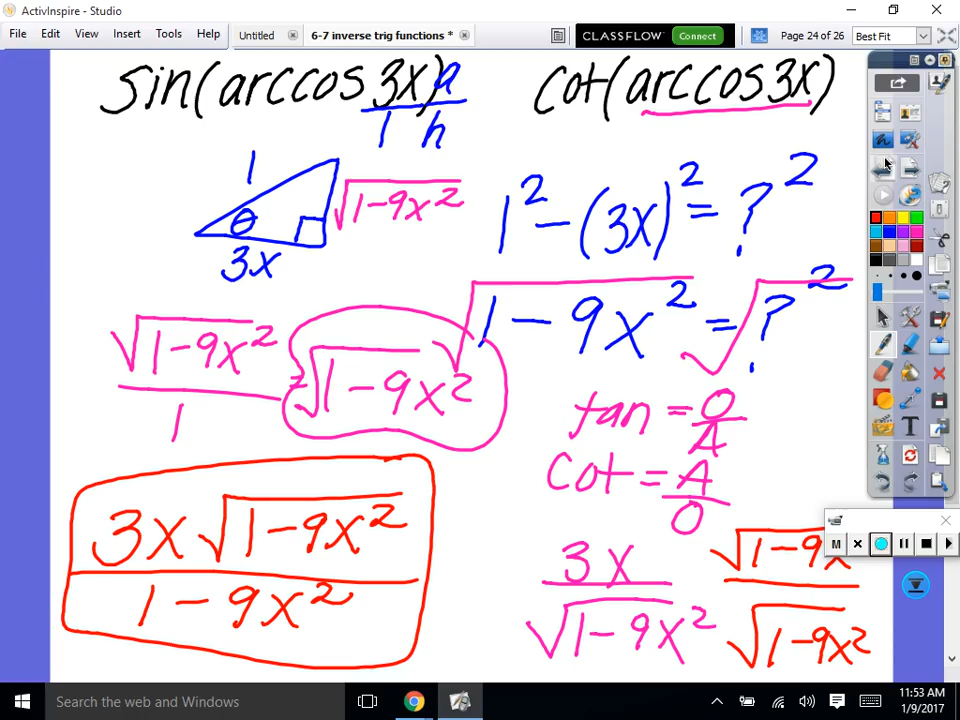 ActivInspire - Studio
File Edit View Insert Tools Untitled 6-7 inverse trig functions * CLASSFLOW Connect Page 24 of 26 Best Fit
sin(arccos 3x) a
1 h
cot(arccos 3x)
1
θ
3x
√1-9x²
1² - (3x)² = ?²
√1 - 9x² = √?²
√1-9x²
1
= √1-9x²
tan = O
A
Cot = A
O
3x √1-9x²
1 - 9x²
3x
√1-9x²
√1-9x
√1-9x²
M
T
Search the web and Windows
11:53 AM
1/9/2017